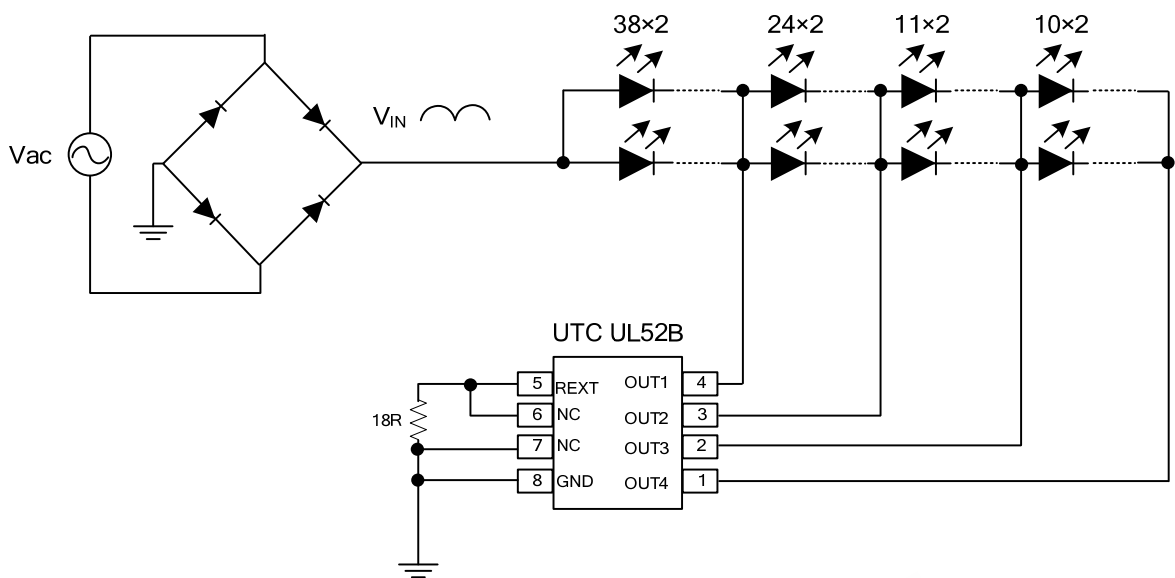 38×2
24×2
11×2
10×2
VIN
Vac
UTC UL52B
5
REXT
OUT1
4
18R
6
NC
OUT2
3
7
NC
OUT3
2
8
GND
OUT4
1